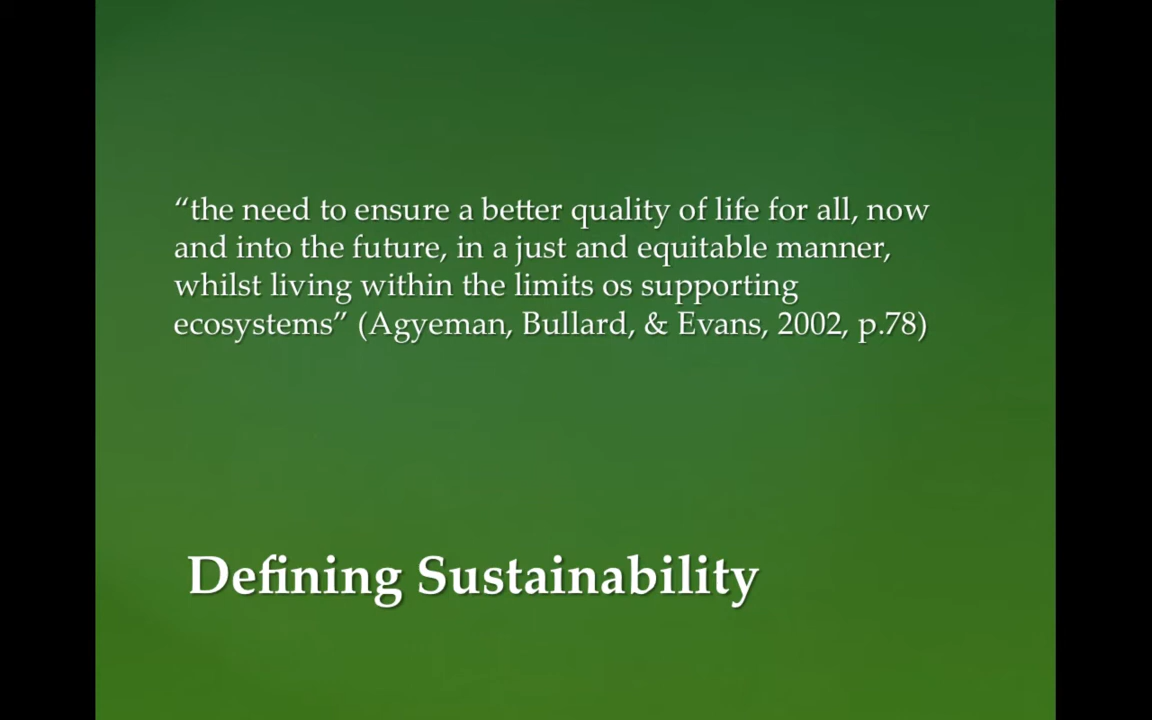 “the need to ensure a better quality of life for all, now
and into the future, in a just and equitable manner,
whilst living within the limits os supporting
ecosystems” (Agyeman, Bullard, & Evans, 2002, p.78)
Defining Sustainability